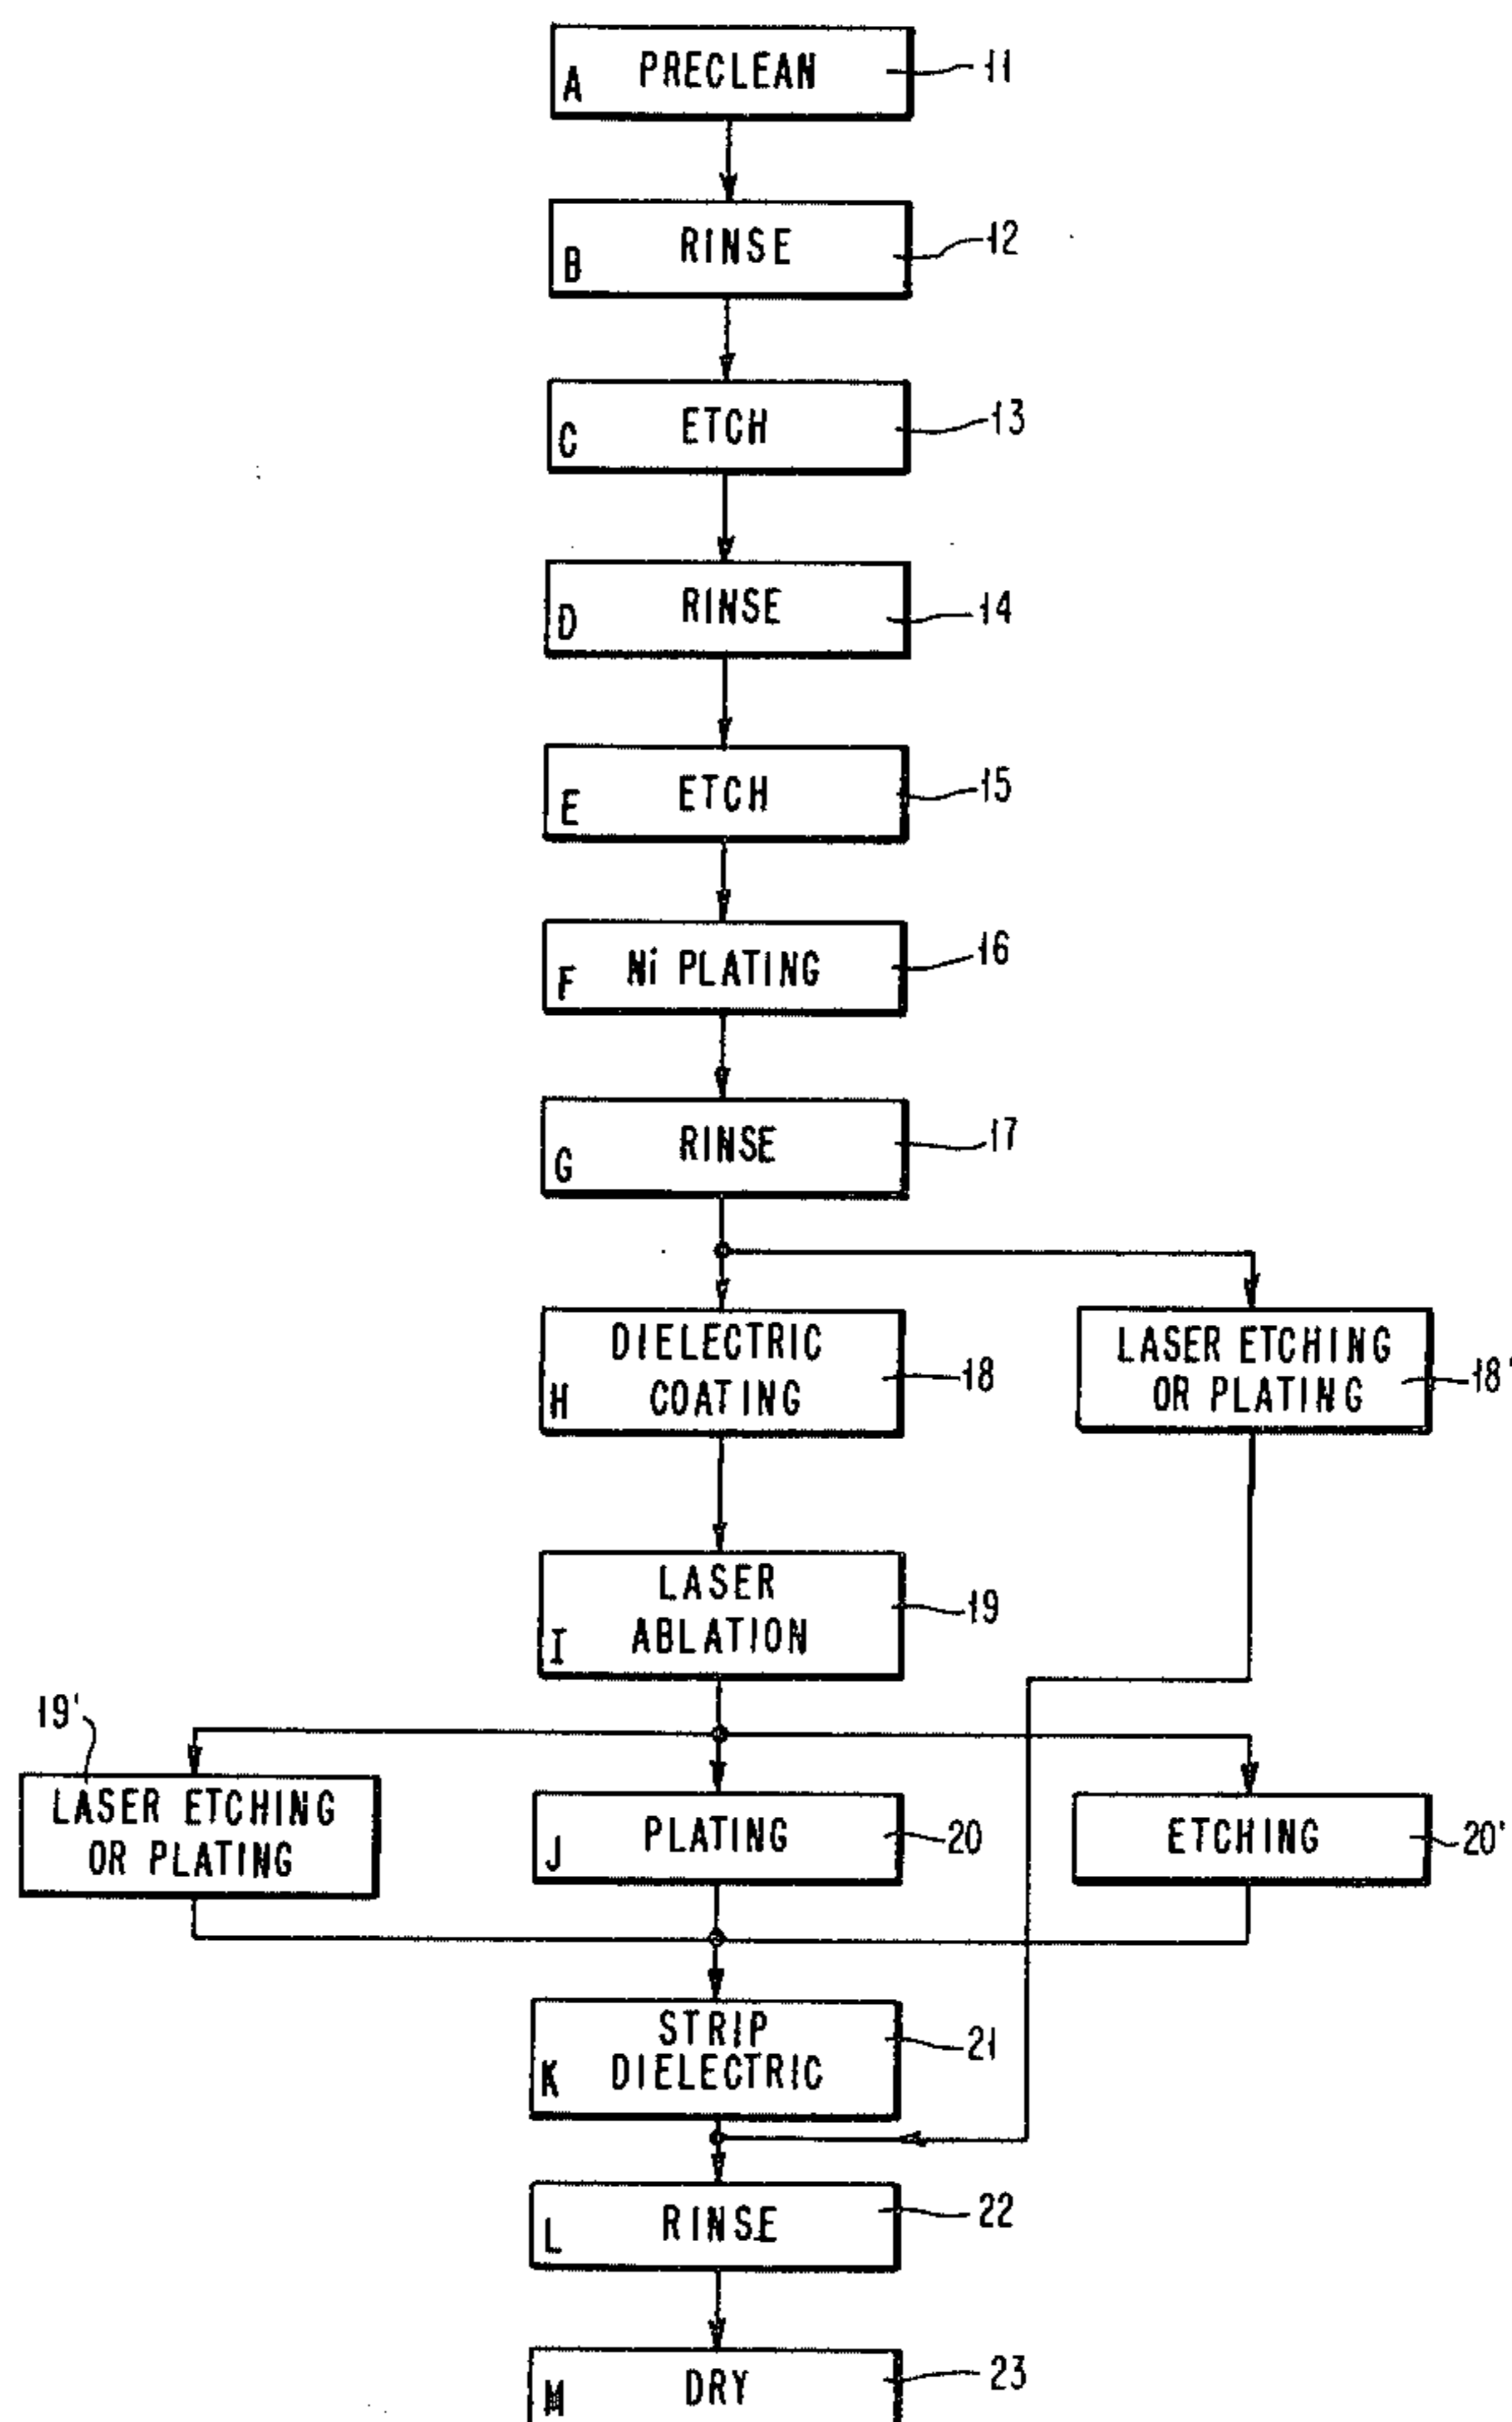 A PRECLEAN 11
B RINSE 12
C ETCH 13
D RINSE 14
E ETCH 15
F Ni PLATING 16
G RINSE 17
DIELECTRIC
H COATING 18
LASER ETCHING
OR PLATING 18'
LASER
I ABLATION 19
19'
LASER ETCHING
OR PLATING
J PLATING 20
ETCHING 20'
STRIP
K DIELECTRIC 21
L RINSE 22
M DRY 23